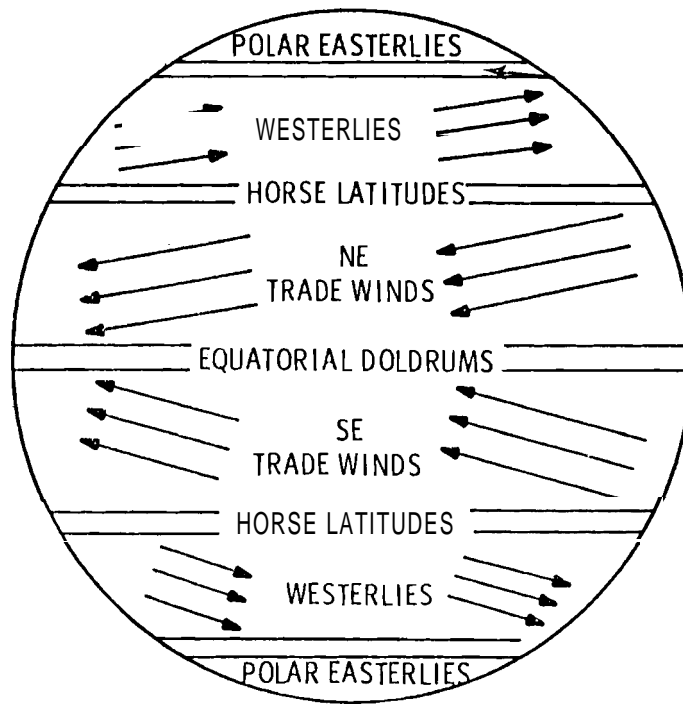 POLAR EASTERLIES
WESTERLIES
HORSE LATITUDES
NE
TRADE WINDS
EQUATORIAL DOLDRUMS
SE
TRADE WINDS
HORSE LATITUDES
WESTERLIES
POLAR EASTERLIES